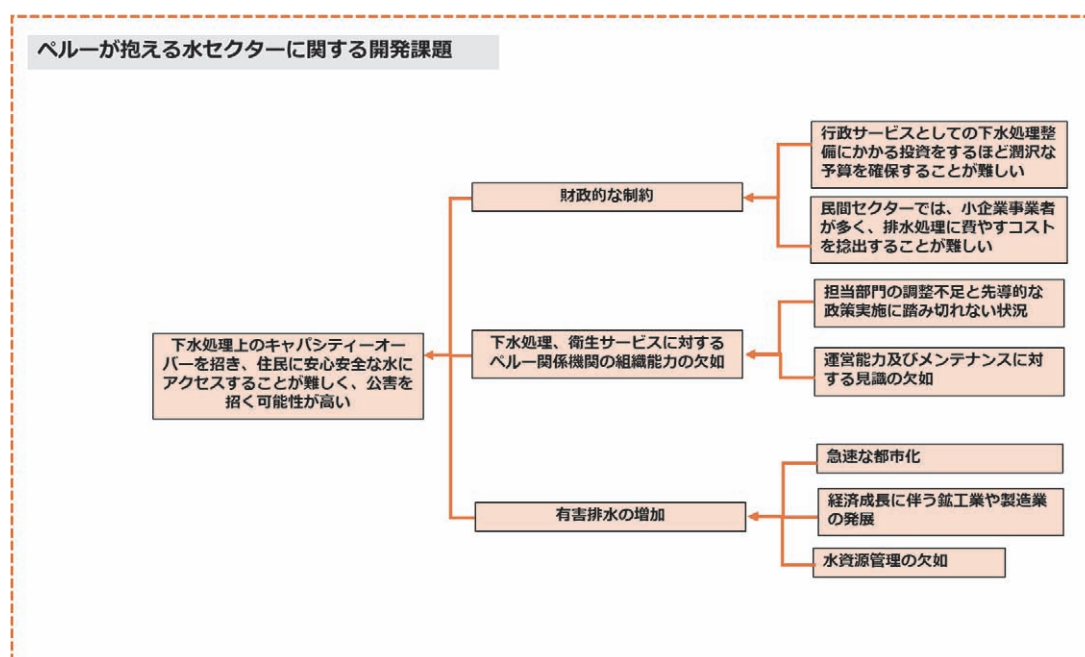 ペルーが抱える水セクターに関する開発課題
行政サービスとしての下水処理整
備にかかる投資をするほど潤沢な
予算を確保することが難しい
財政的な制約
民間セクターでは、小企業事業者
が多く、排水処理に費やすコスト
を捻出することが難しい
担当部門の調整不足と先導的な
政策実施に踏み切れない状況
下水処理上のキャパシティーオー
バーを招き、住民に安心安全な水に
アクセスすることが難しく、公害を
招く可能性が高い
下水処理、衛生サービスに対する
ペルー関係機関の組織能力の欠如
運営能力及びメンテナンスに対
する見識の欠如
急速な都市化
有害排水の増加
経済成長に伴う鉱工業や製造業
の発展
水資源管理の欠如